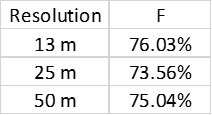 Resolution F
13 m 76.03%
25 m 73.56%
50 m 75.04%